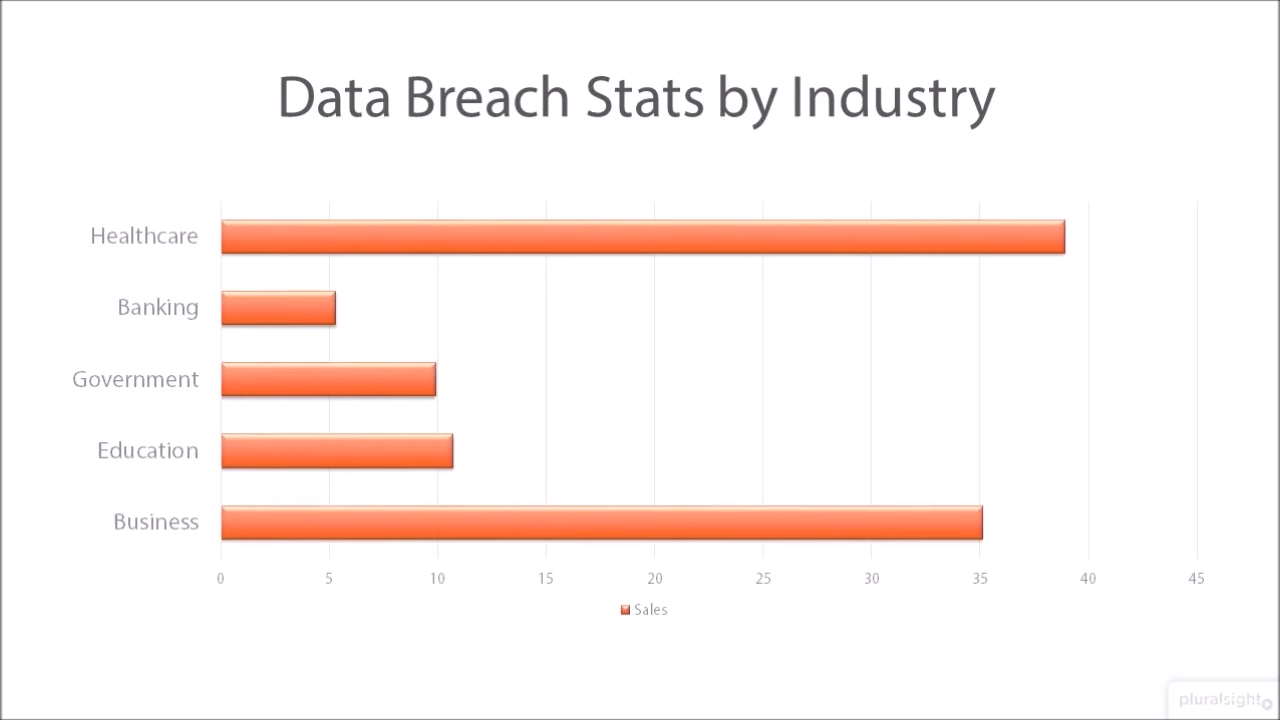 Data Breach Stats by Industry
Healthcare
Banking
Government
Education
Business
0 5 10 15 20 25 30 35 40 45
Sales
pluralsight